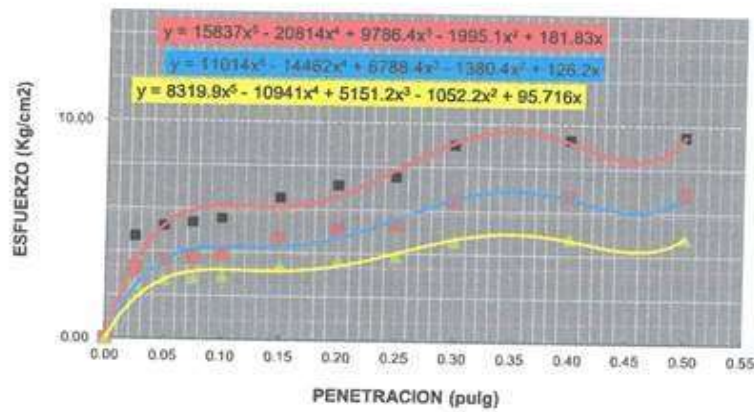 y = 15837x⁵ - 20814x⁴ + 9786.4x³ - 1995.1x² + 181.83x
y = 11014x⁵ - 14462x⁴ + 6788.4x³ - 1380.4x² + 126.2x
y = 8319.9x⁵ - 10941x⁴ + 5151.2x³ - 1052.2x² + 95.716x
ESFUERZO (Kg/cm2)
10.00
0.00
0.00 0.05 0.10 0.15 0.20 0.25 0.30 0.35 0.40 0.45 0.50 0.55
PENETRACION (pulg)